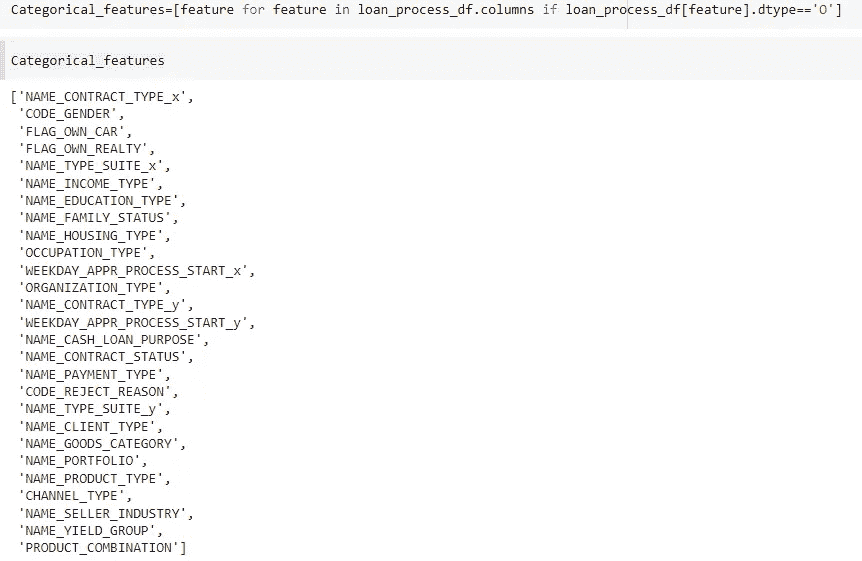 Categorical_features=[feature for feature in loan_process_df.columns if loan_process_df[feature].dtype=='O']
Categorical_features
['NAME_CONTRACT_TYPE_x',
'CODE_GENDER',
'FLAG_OWN_CAR',
'FLAG_OWN_REALTY',
'NAME_TYPE_SUITE_x',
'NAME_INCOME_TYPE',
'NAME_EDUCATION_TYPE',
'NAME_FAMILY_STATUS',
'NAME_HOUSING_TYPE',
'OCCUPATION_TYPE',
'WEEKDAY_APPR_PROCESS_START_x',
'ORGANIZATION_TYPE',
'NAME_CONTRACT_TYPE_y',
'WEEKDAY_APPR_PROCESS_START_y',
'NAME_CASH_LOAN_PURPOSE',
'NAME_CONTRACT_STATUS',
'NAME_PAYMENT_TYPE',
'CODE_REJECT_REASON',
'NAME_TYPE_SUITE_y',
'NAME_CLIENT_TYPE',
'NAME_GOODS_CATEGORY',
'NAME_PORTFOLIO',
'NAME_PRODUCT_TYPE',
'CHANNEL_TYPE',
'NAME_SELLER_INDUSTRY',
'NAME_YIELD_GROUP',
'PRODUCT_COMBINATION']